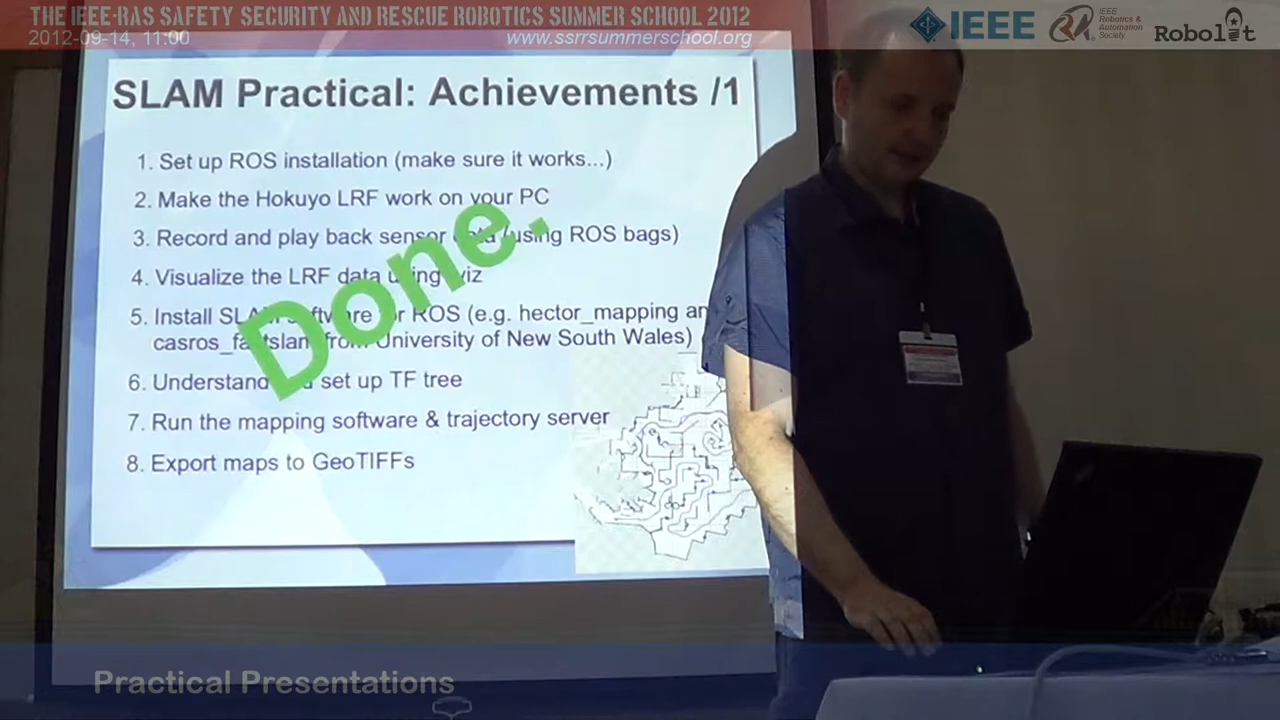 THE IEEE-RAS SAFETY SECURITY AND RESCUE ROBOTICS SUMMER SCHOOL 2012
2012-09-14, 11:00
www.ssrrsummerschool.org
IEEE
IEEE
Robotics &
Automation
Society
SLAM Practical: Achievements /1
1. Set up ROS installation (make sure it works...)
2. Make the Hokuyo LRF work on your PC
3. Record and play back sensor data (using ROS bags)
4. Visualize the LRF data using
5. Install SLAM software for ROS (e.g. hector_mapping
from University of New South Wales)
6. Understand set up TF tree
7. Run the mapping software & trajectory server
8. Export maps to GeoTIFFs
Done.
Practical Presentations